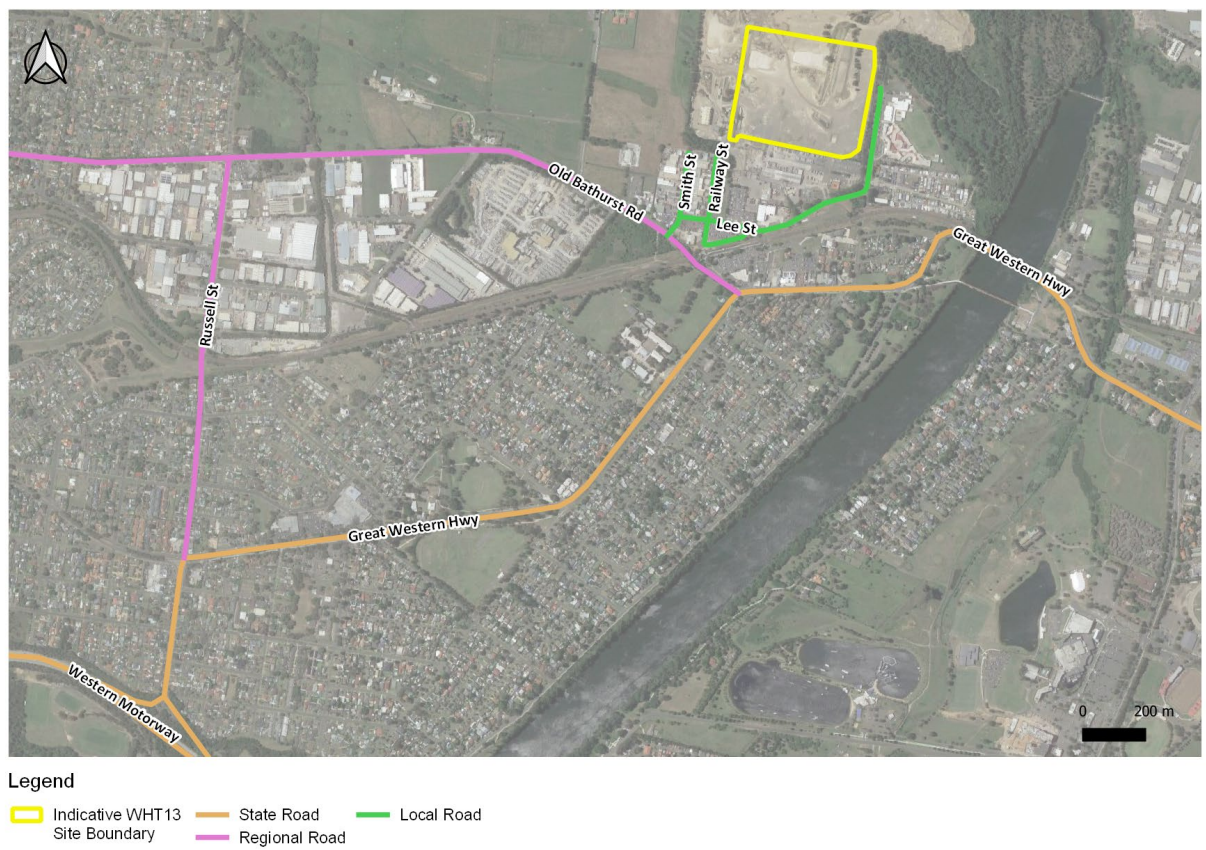 Smith St
Railway St
Old Bathurst Rd
Lee St
Great Western Hwy
Russell St
Great Western Hwy
Western Motorway
0 200 m
Legend
Indicative WHT13
Site Boundary
State Road
Regional Road
Local Road